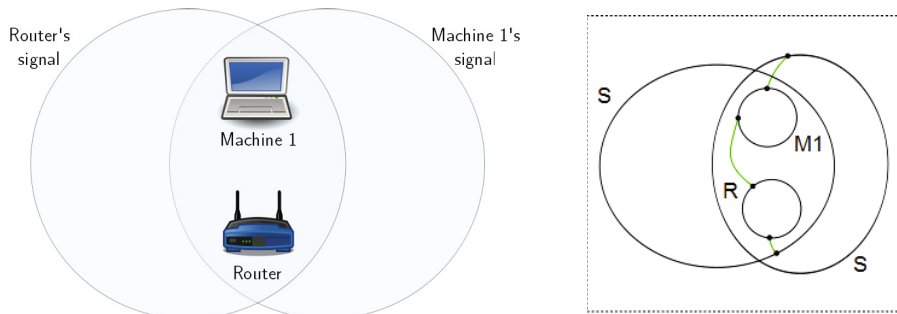 Router's
signal
Machine 1's
signal
Machine 1
Router
S
M1
R
S